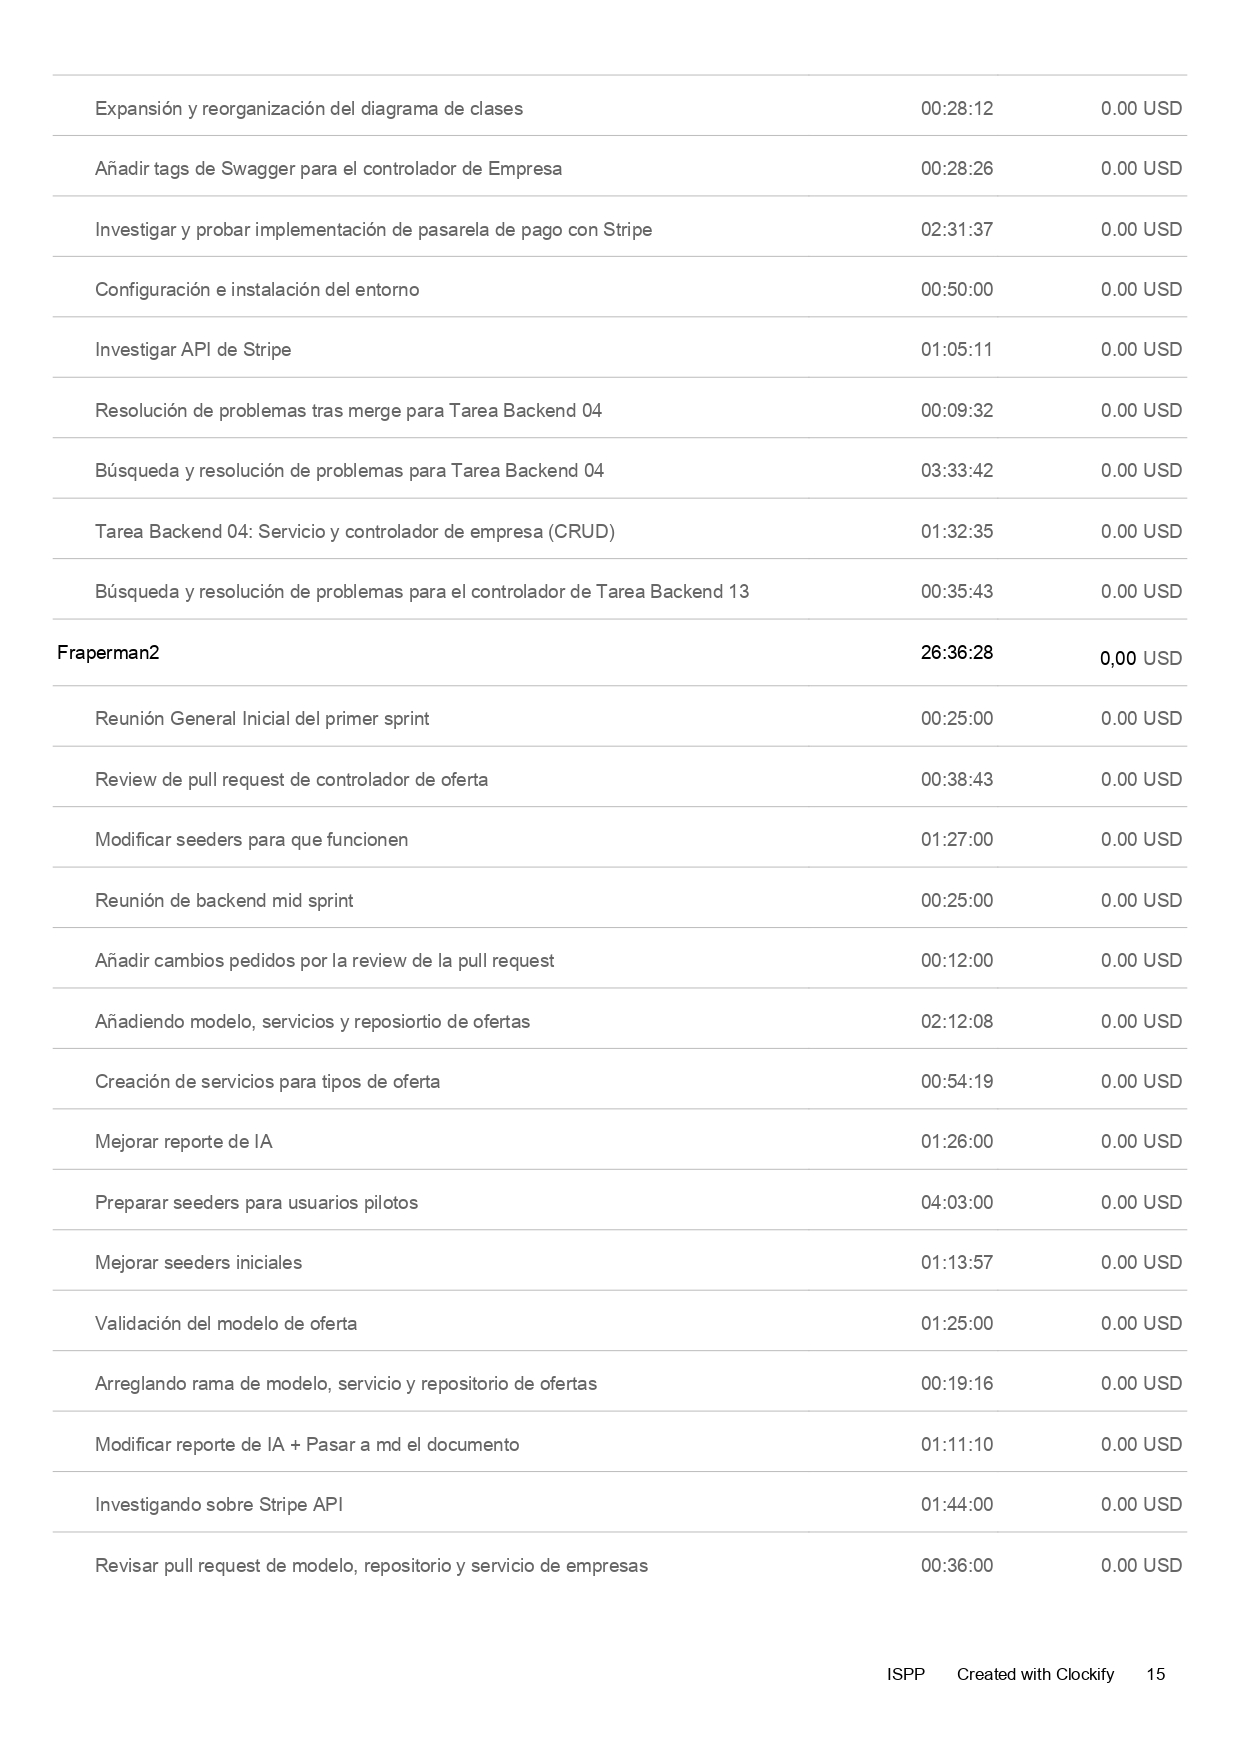 Expansión y reorganización del diagrama de clases 00:28:12 0.00 USD
Añadir tags de Swagger para el controlador de Empresa 00:28:26 0.00 USD
Investigar y probar implementación de pasarela de pago con Stripe 02:31:37 0.00 USD
Configuración e instalación del entorno 00:50:00 0.00 USD
Investigar API de Stripe 01:05:11 0.00 USD
Resolución de problemas tras merge para Tarea Backend 04 00:09:32 0.00 USD
Búsqueda y resolución de problemas para Tarea Backend 04 03:33:42 0.00 USD
Tarea Backend 04: Servicio y controlador de empresa (CRUD) 01:32:35 0.00 USD
Búsqueda y resolución de problemas para el controlador de Tarea Backend 13 00:35:43 0.00 USD
Fraperman2 26:36:28 0,00 USD
Reunión General Inicial del primer sprint 00:25:00 0.00 USD
Review de pull request de controlador de oferta 00:38:43 0.00 USD
Modificar seeders para que funcionen 01:27:00 0.00 USD
Reunión de backend mid sprint 00:25:00 0.00 USD
Añadir cambios pedidos por la review de la pull request 00:12:00 0.00 USD
Añadiendo modelo, servicios y reposiortio de ofertas 02:12:08 0.00 USD
Creación de servicios para tipos de oferta 00:54:19 0.00 USD
Mejorar reporte de IA 01:26:00 0.00 USD
Preparar seeders para usuarios pilotos 04:03:00 0.00 USD
Mejorar seeders iniciales 01:13:57 0.00 USD
Validación del modelo de oferta 01:25:00 0.00 USD
Arreglando rama de modelo, servicio y repositorio de ofertas 00:19:16 0.00 USD
Modificar reporte de IA + Pasar a md el documento 01:11:10 0.00 USD
Investigando sobre Stripe API 01:44:00 0.00 USD
Revisar pull request de modelo, repositorio y servicio de empresas 00:36:00 0.00 USD
ISPP Created with Clockify 15